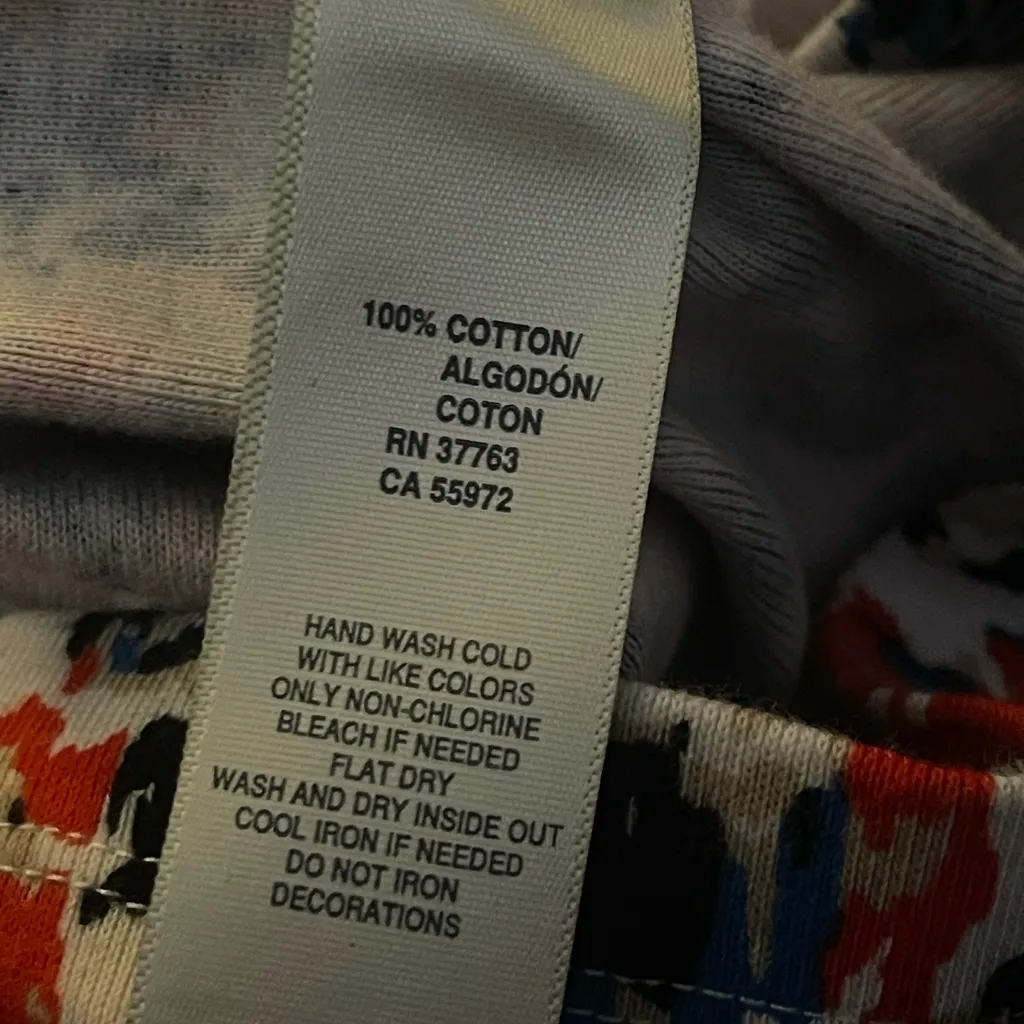 100% COTTON/
ALGODÓN/
COTON
RN 37763
CA 55972
HAND WASH COLD
WITH LIKE COLORS
ONLY NON-CHLORINE
BLEACH IF NEEDED
FLAT DRY
WASH AND DRY INSIDE OUT
COOL IRON IF NEEDED
DO NOT IRON
DECORATIONS